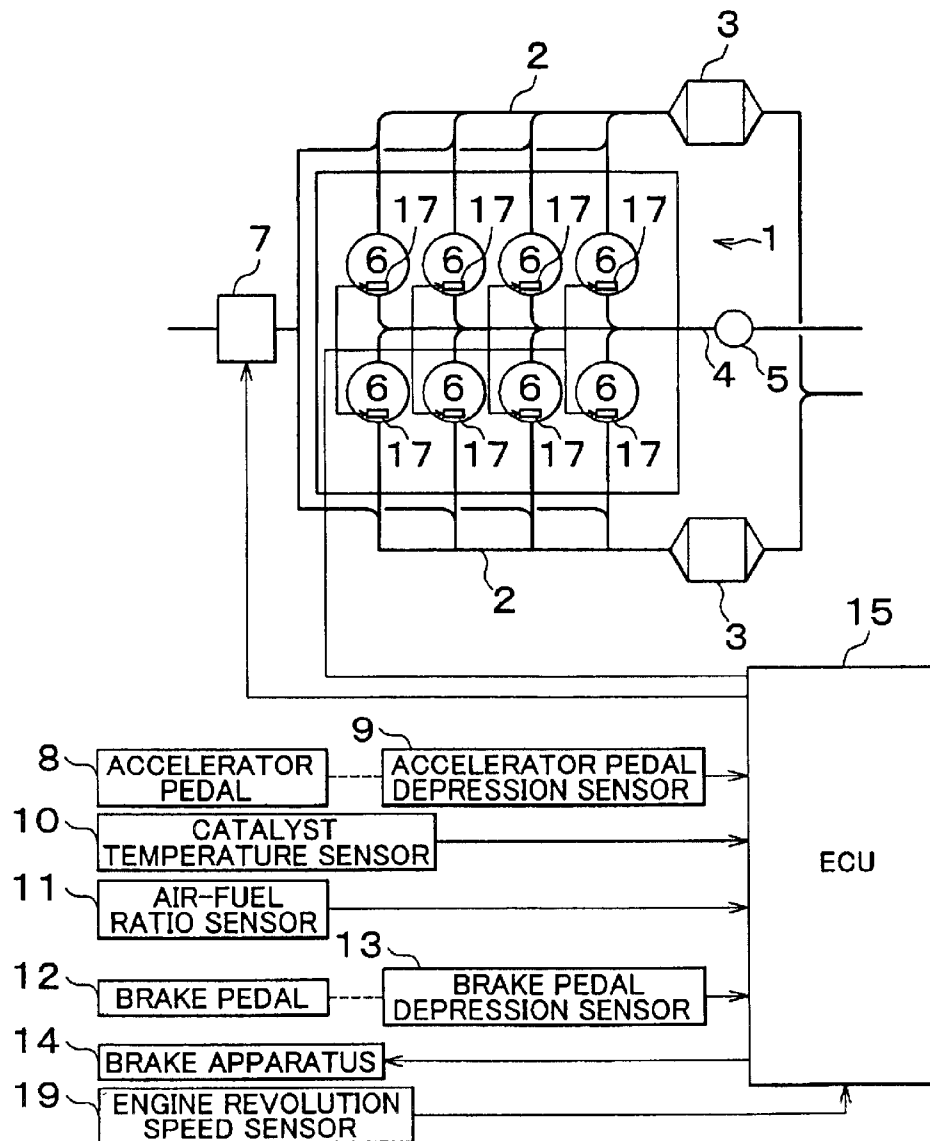 3
2
17 17 17 17
1
7
6 6 6 6
4 5
6 6 6 6
17 17 17 17
2
3
15
9
8 ACCELERATOR
PEDAL
ACCELERATOR PEDAL
DEPRESSION SENSOR
10 CATALYST
TEMPERATURE SENSOR
ECU
11 AIR-FUEL
RATIO SENSOR
13
12 BRAKE PEDAL
BRAKE PEDAL
DEPRESSION SENSOR
14 BRAKE APPARATUS
19 ENGINE REVOLUTION
SPEED SENSOR